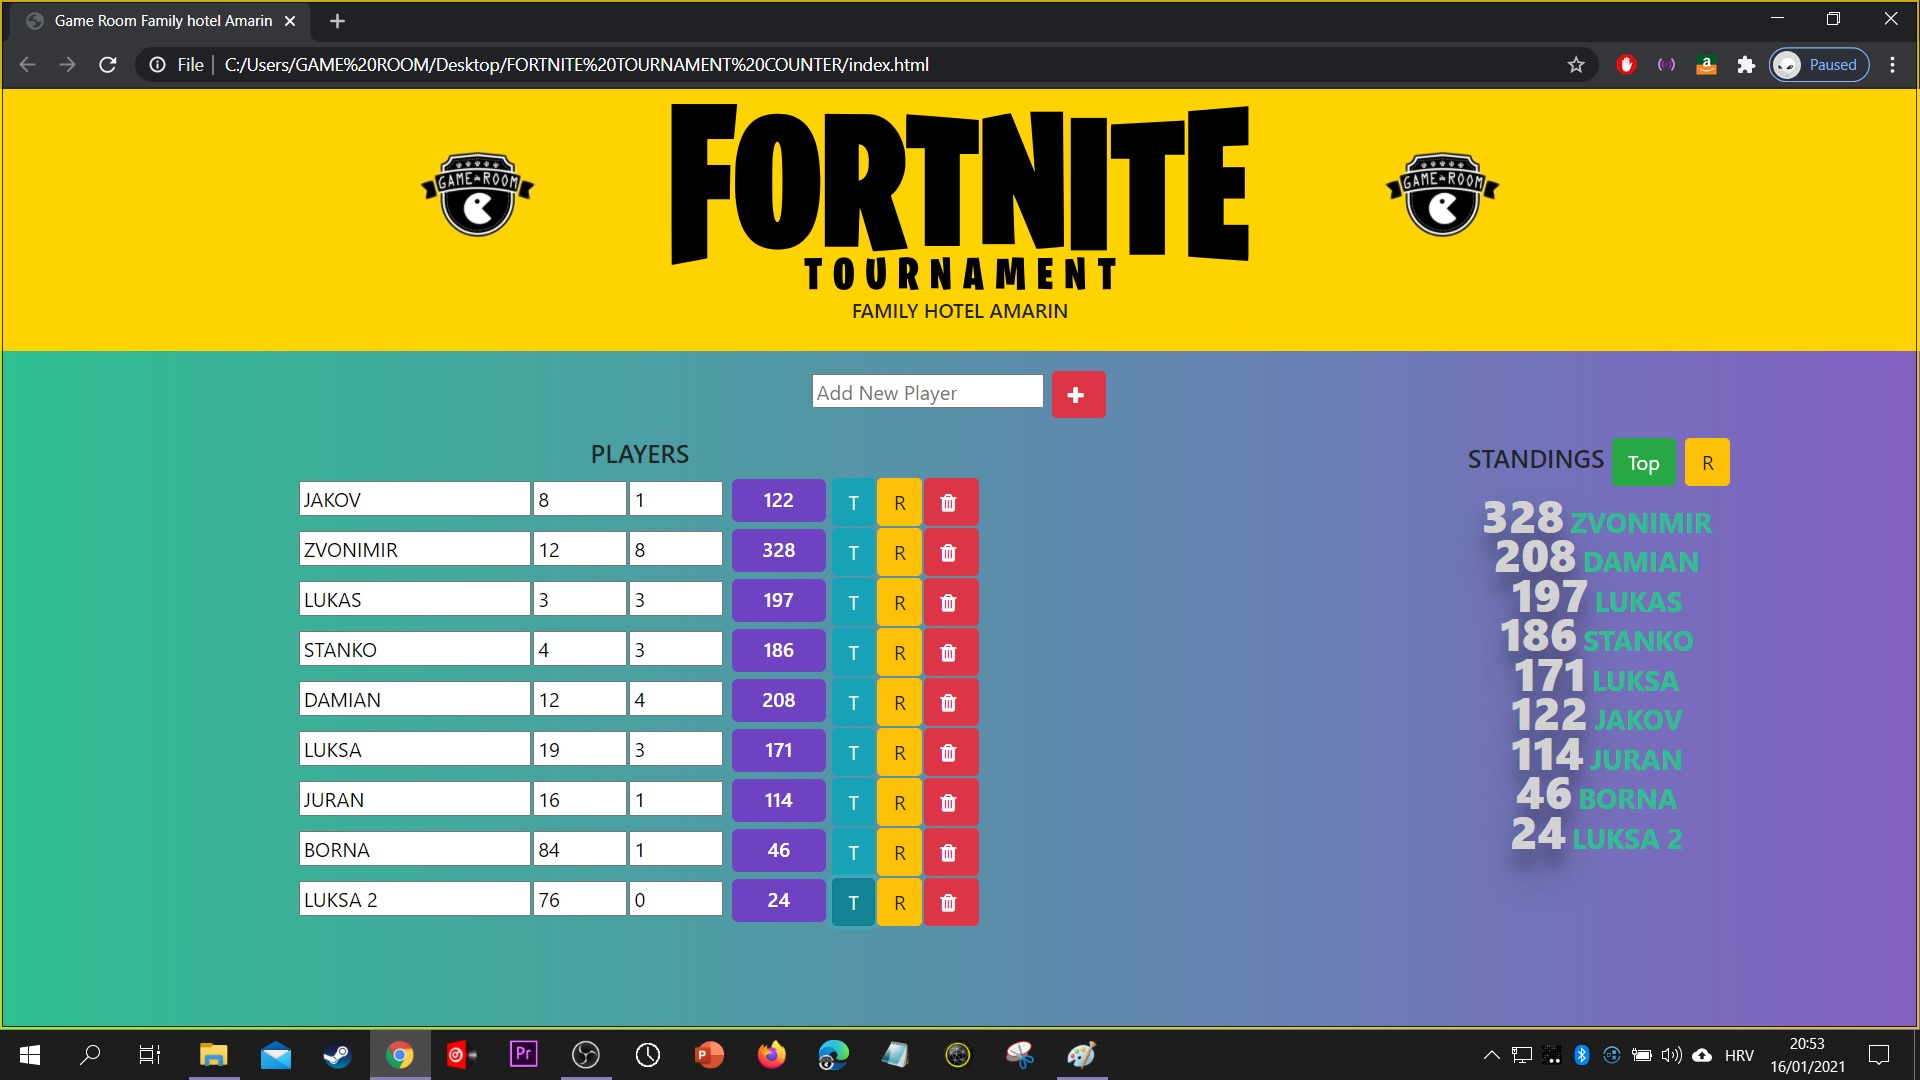 Game Room Family hotel Amarin
File C:/Users/GAME%20ROOM/Desktop/FORTNITE%20TOURNAMENT%20COUNTER/index.html
Paused
FORTNITE
TOURNAMENT
FAMILY HOTEL AMARIN
GAME ROOM
GAME ROOM
Add New Player
PLAYERS
JAKOV 8 1 122 T R
ZVONIMIR 12 8 328 T R
LUKAS 3 3 197 T R
STANKO 4 3 186 T R
DAMIAN 12 4 208 T R
LUKSA 19 3 171 T R
JURAN 16 1 114 T R
BORNA 84 1 46 T R
LUKSA 2 76 0 24 T R
STANDINGS Top R
328 ZVONIMIR
208 DAMIAN
197 LUKAS
186 STANKO
171 LUKSA
122 JAKOV
114 JURAN
46 BORNA
24 LUKSA 2
Pr
HRV
20:53
16/01/2021